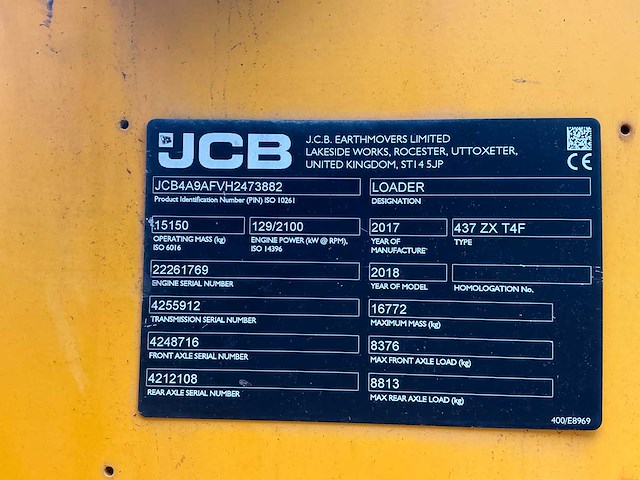 JCB
J.C.B. EARTHMOVERS LIMITED
LAKESIDE WORKS, ROCESTER, UTTOXETER,
UNITED KINGDOM, ST14 5JP
CE
JCB4A9AFVH2473882
Product Identification Number (PIN) ISO 10261
LOADER
DESIGNATION
15150
OPERATING MASS (kg)
ISO 6016
129/2100
ENGINE POWER (kW @ RPM),
ISO 14396
2017
YEAR OF
MANUFACTURE
437 ZX T4F
TYPE
22261769
ENGINE SERIAL NUMBER
2018
YEAR OF MODEL
HOMOLOGATION No.
4255912
TRANSMISSION SERIAL NUMBER
16772
MAXIMUM MASS (kg)
4248716
FRONT AXLE SERIAL NUMBER
8376
MAX FRONT AXLE LOAD (kg)
4212108
REAR AXLE SERIAL NUMBER
8813
MAX REAR AXLE LOAD (kg)
400/E8969